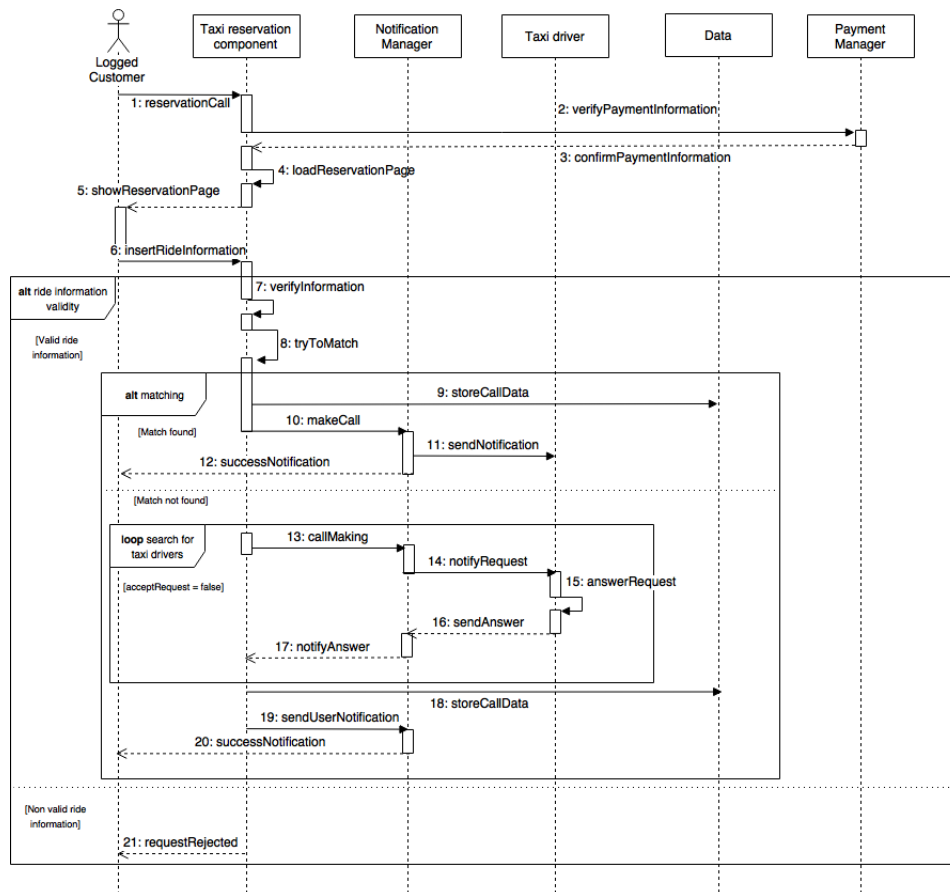 Taxi reservation
component
Notification
Manager
Taxi driver
Data
Payment
Manager
Logged
Customer
1: reservationCall
2: verifyPaymentInformation
3: confirmPaymentInformation
4: loadReservationPage
5: showReservationPage
6: insertRideInformation
alt ride information
validity
7: verifyInformation
[Valid ride
information]
8: tryToMatch
alt matching
9: storeCallData
[Match found]
10: makeCall
11: sendNotification
12: successNotification
[Match not found]
loop search for
taxi drivers
13: callMaking
14: notifyRequest
[acceptRequest = false]
15: answerRequest
16: sendAnswer
17: notifyAnswer
18: storeCallData
19: sendUserNotification
20: successNotification
[Non valid ride
information]
21: requestRejected